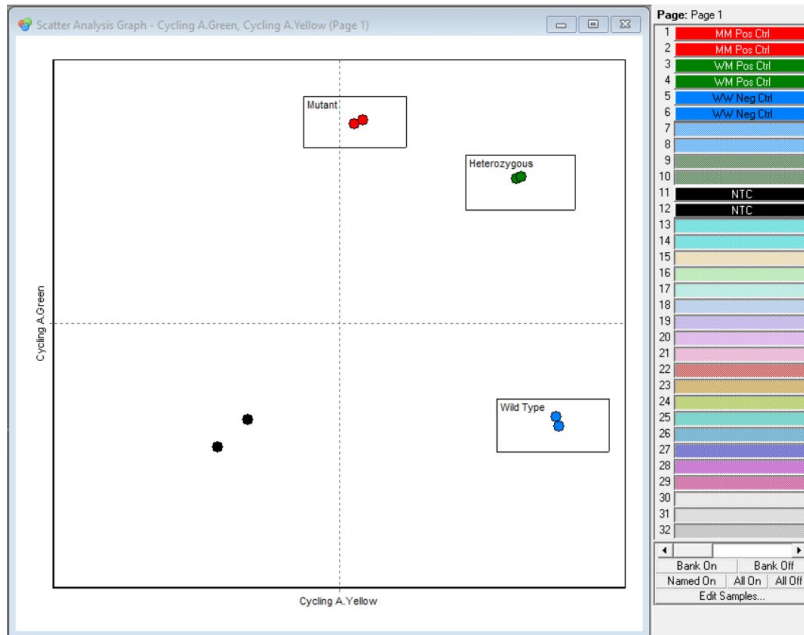 Scatter Analysis Graph - Cycling A.Green, Cycling A.Yellow (Page 1)
Mutant
Heterozygous
Wild Type
Cycling A.Green
Cycling A.Yellow
Page: Page 1
1 MM Pos Ctrl
2 MM Pos Ctrl
3 WM Pos Ctrl
4 WM Pos Ctrl
5 WW Neg Ctrl
6 WW Neg Ctrl
7
8
9
10
11 NTC
12 NTC
13
14
15
16
17
18
19
20
21
22
23
24
25
26
27
28
29
30
31
32
Bank On Bank Off
Named On All On All Off
Edit Samples...